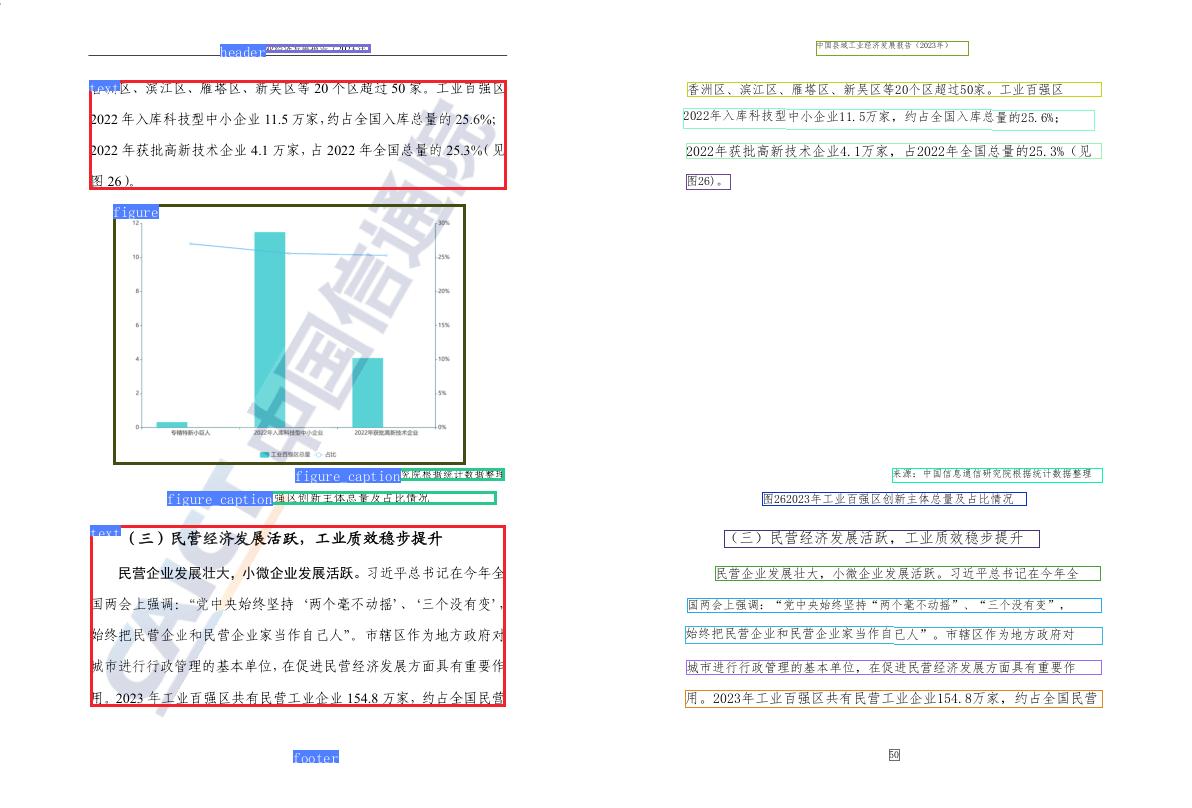 header
中国县域工业经济发展报告（2023年）
text
区、滨江区、雁塔区、新吴区等 20 个区超过 50 家。工业百强区
2022 年入库科技型中小企业 11.5 万家，约占全国入库总量的 25.6%；
2022 年获批高新技术企业 4.1 万家，占 2022 年全国总量的 25.3%（见
图 26）。
figure
12
10
8
6
4
2
0
30%
25%
20%
15%
10%
5%
0%
专精特新小巨人
2022年入库科技型中小企业
2022年获批高新技术企业
工业百强区总量 占比
figure caption
究院根据统计数据整理
figure caption
强区创新主体总量及占比情况
text
（三）民营经济发展活跃，工业质效稳步提升
民营企业发展壮大，小微企业发展活跃。习近平总书记在今年全
国两会上强调：“党中央始终坚持‘两个毫不动摇’、‘三个没有变’，
始终把民营企业和民营企业家当作自己人”。市辖区作为地方政府对
城市进行行政管理的基本单位，在促进民营经济发展方面具有重要作
用。2023 年工业百强区共有民营工业企业 154.8 万家，约占全国民营
footer
CAICT 中国信通院
香洲区、滨江区、雁塔区、新吴区等20个区超过50家。工业百强区
2022年入库科技型中小企业11.5万家，约占全国入库总量的25.6%；
2022年获批高新技术企业4.1万家，占2022年全国总量的25.3%（见
图26）。
来源：中国信息通信研究院根据统计数据整理
图262023年工业百强区创新主体总量及占比情况
（三）民营经济发展活跃，工业质效稳步提升
民营企业发展壮大，小微企业发展活跃。习近平总书记在今年全
国两会上强调：“党中央始终坚持“两个毫不动摇”、“三个没有变”，
始终把民营企业和民营企业家当作自己人”。市辖区作为地方政府对
城市进行行政管理的基本单位，在促进民营经济发展方面具有重要作
用。2023年工业百强区共有民营工业企业154.8万家，约占全国民营
50